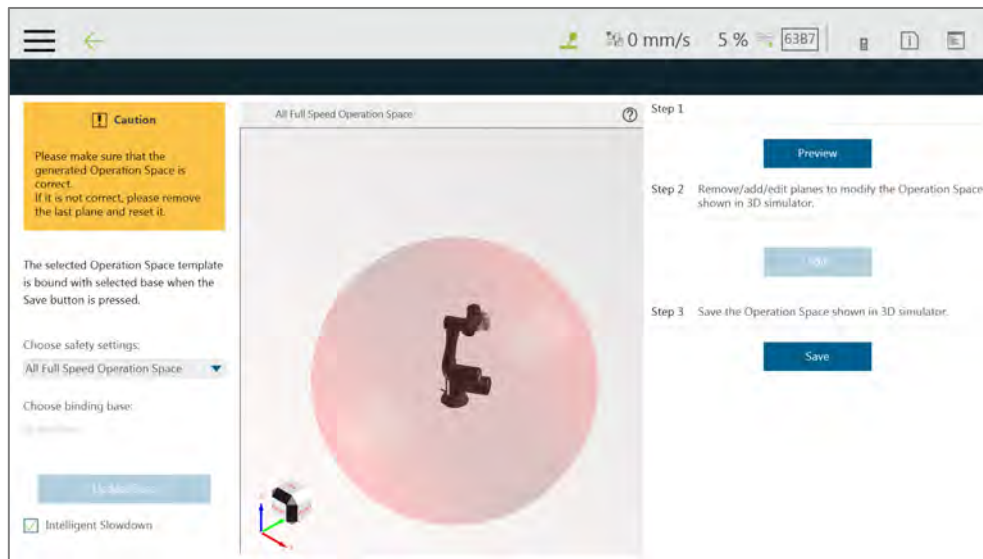 0 mm/s 5 % 63B7
Caution
Please make sure that the
generated Operation Space is
correct.
If it is not correct, please remove
the last plane and reset it.
The selected Operation Space template
is bound with selected base when the
Save button is pressed.
Choose safety settings:
All Full Speed Operation Space
Choose binding base:
Intelligent Slowdown
All Full Speed Operation Space
Step 1
Preview
Step 2 Remove/add/edit planes to modify the Operation Space
shown in 3D simulator.
Step 3 Save the Operation Space shown in 3D simulator.
Save